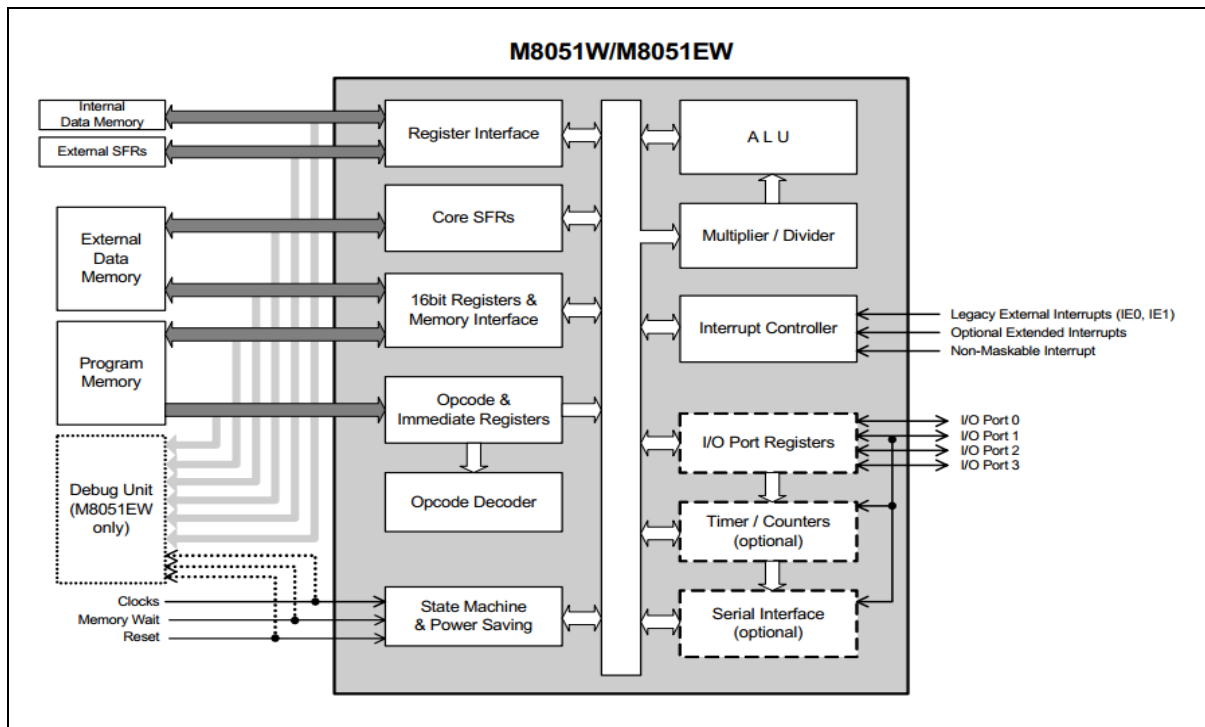 M8051W/M8051EW
Internal
Data Memory
External SFRs
External
Data
Memory
Program
Memory
Debug Unit
(M8051EW
only)
Clocks
Memory Wait
Reset
Register Interface
Core SFRs
16bit Registers &
Memory Interface
Opcode &
Immediate Registers
Opcode Decoder
State Machine
& Power Saving
A L U
Multiplier / Divider
Interrupt Controller
I/O Port Registers
Timer / Counters
(optional)
Serial Interface
(optional)
Legacy External Interrupts (IE0, IE1)
Optional Extended Interrupts
Non-Maskable Interrupt
I/O Port 0
I/O Port 1
I/O Port 2
I/O Port 3